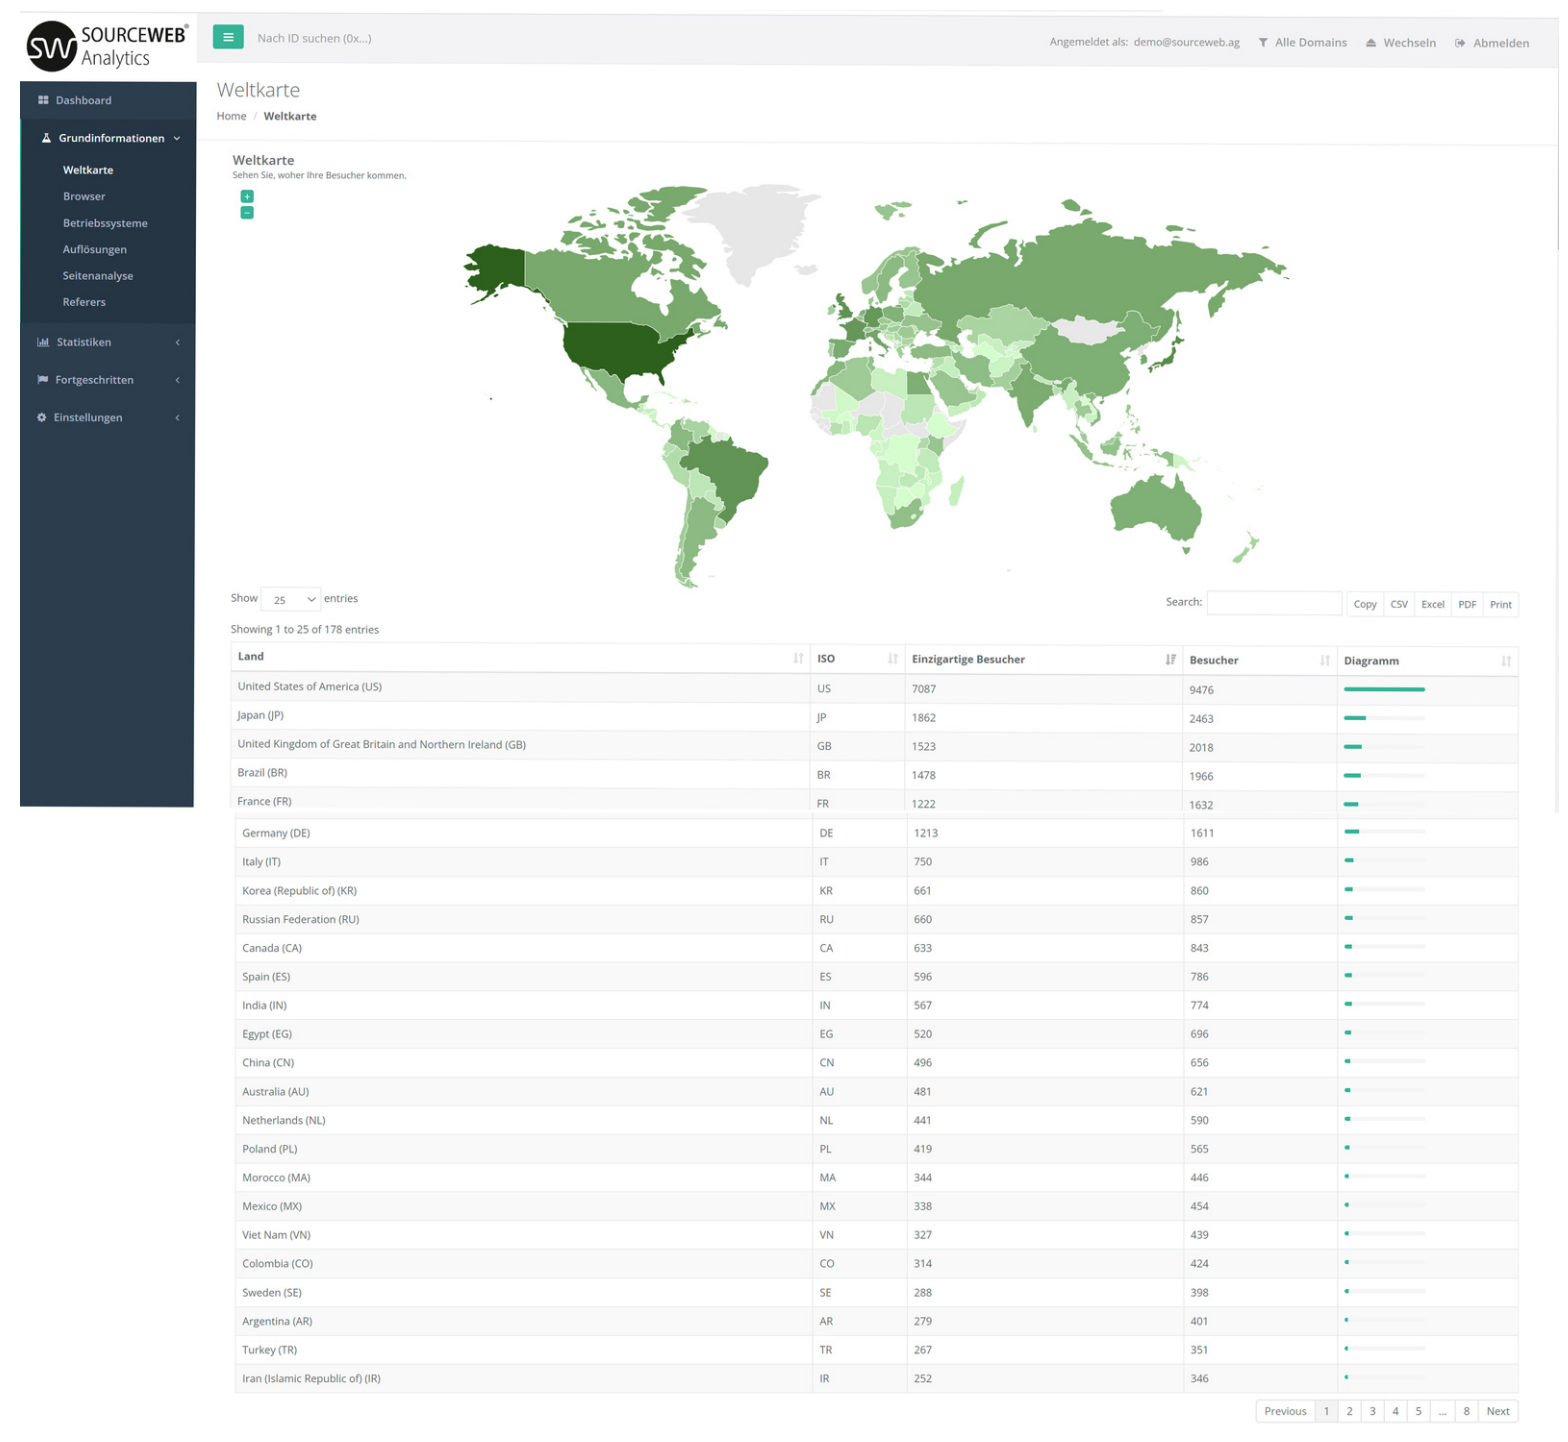 SOURCEWEB®
Analytics
Nach ID suchen (0x...)
Angemeldet als: demo@sourceweb.ag Alle Domains Wechseln Abmelden
Dashboard
Grundinformationen
Weltkarte
Browser
Betriebssysteme
Auflösungen
Seitenanalyse
Referers
Statistiken
Fortgeschritten
Einstellungen
Weltkarte
Home / Weltkarte
Weltkarte
Sehen Sie, woher Ihre Besucher kommen.
+
−
Show 25 entries
Search: Copy CSV Excel PDF Print
Showing 1 to 25 of 178 entries
Land ISO Einzigartige Besucher Besucher Diagramm
United States of America (US) US 7087 9476
Japan (JP) JP 1862 2463
United Kingdom of Great Britain and Northern Ireland (GB) GB 1523 2018
Brazil (BR) BR 1478 1966
France (FR) FR 1222 1632
Germany (DE) DE 1213 1611
Italy (IT) IT 750 986
Korea (Republic of) (KR) KR 661 860
Russian Federation (RU) RU 660 857
Canada (CA) CA 633 843
Spain (ES) ES 596 786
India (IN) IN 567 774
Egypt (EG) EG 520 696
China (CN) CN 496 656
Australia (AU) AU 481 621
Netherlands (NL) NL 441 590
Poland (PL) PL 419 565
Morocco (MA) MA 344 446
Mexico (MX) MX 338 454
Viet Nam (VN) VN 327 439
Colombia (CO) CO 314 424
Sweden (SE) SE 288 398
Argentina (AR) AR 279 401
Turkey (TR) TR 267 351
Iran (Islamic Republic of) (IR) IR 252 346
Previous 1 2 3 4 5 ... 8 Next